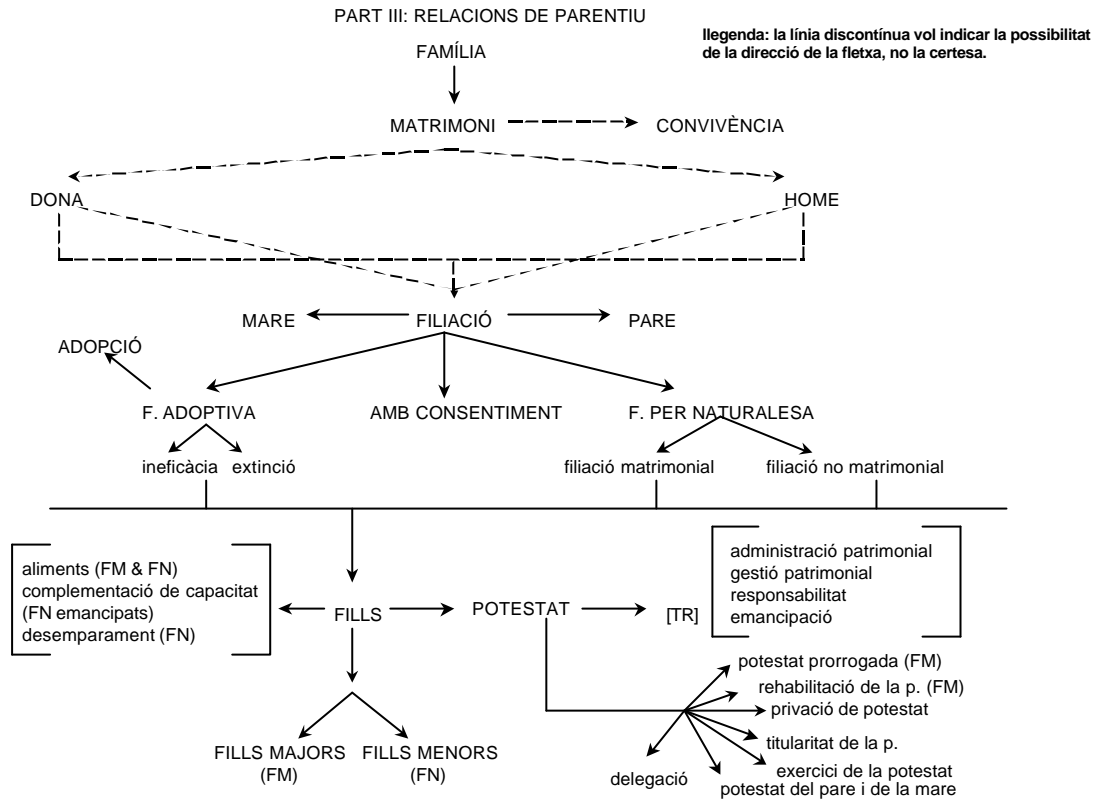 PART III: RELACIONS DE PARENTIU
llegenda: la línia discontínua vol indicar la possibilitat
de la direcció de la fletxa, no la certesa.
FAMÍLIA
MATRIMONI
CONVIVÈNCIA
DONA
HOME
MARE
FILIACIÓ
PARE
ADOPCIÓ
F. ADOPTIVA
AMB CONSENTIMENT
F. PER NATURALESA
ineficàcia
extinció
filiació matrimonial
filiació no matrimonial
aliments (FM & FN)
complementació de capacitat
(FN emancipats)
desemparament (FN)
FILLS
POTESTAT
[TR]
administració patrimonial
gestió patrimonial
responsabilitat
emancipació
potestat prorrogada (FM)
rehabilitació de la p. (FM)
privació de potestat
titularitat de la p.
exercici de la potestat
potestat del pare i de la mare
delegació
FILLS MAJORS
(FM)
FILLS MENORS
(FN)